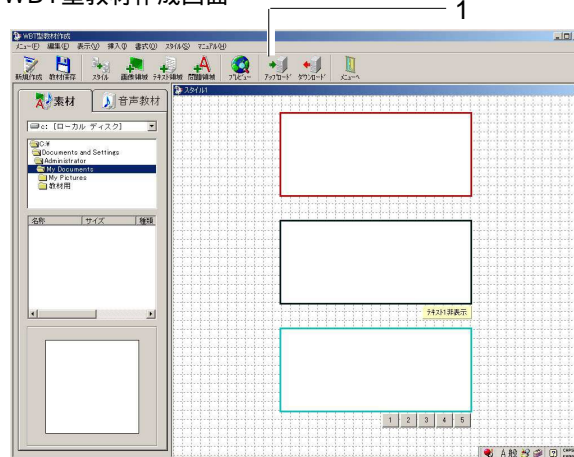 WBT型教材作成画面
1
WBT型教材作成
メニュー(F) 編集(E) 表示(V) 挿入(I) 書式(O) スタイル(S) マニュアル(H)
新規作成 教材保存 スタイル 画像領域 テキスト領域 問題領域 プレビュー アップロード ダウンロード メニューへ
素材 音声教材
スタイル1
c: [ローカル ディスク]
C:¥
Documents and Settings
Administrator
My Documents
My Pictures
教材用
名称 サイズ 種類
テキスト1非表示
1 2 3 4 5
A 般
CAPS